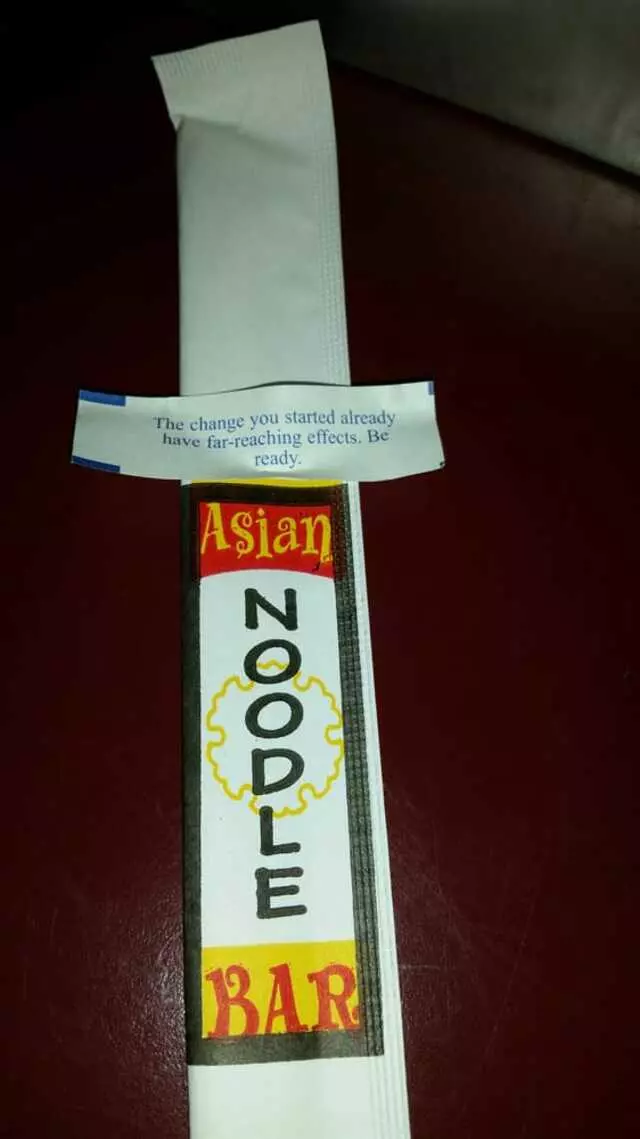 The change you started already
have far-reaching effects. Be
ready.
Asian
NOODLE
BAR